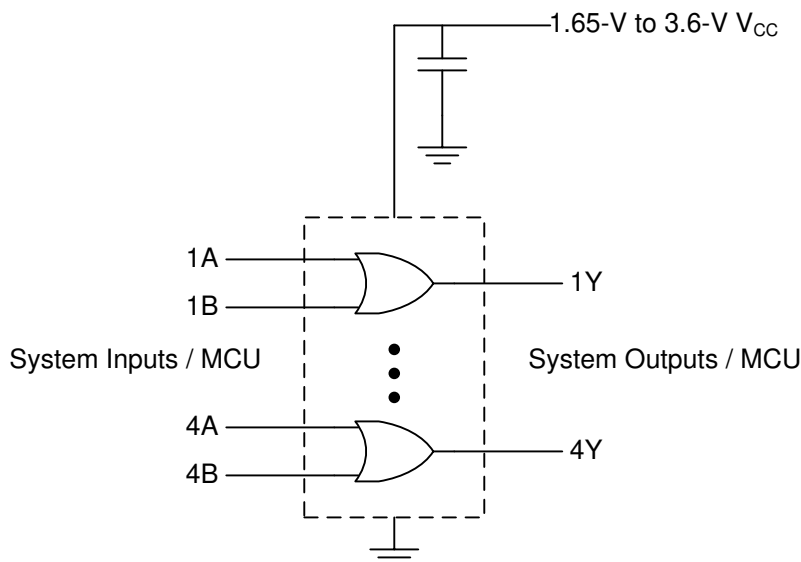 1.65-V to 3.6-V VCC
1A
1B
1Y
System Inputs / MCU
System Outputs / MCU
4A
4B
4Y